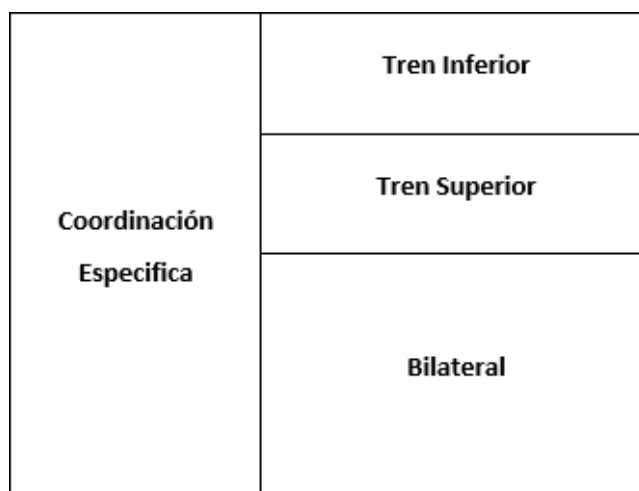 Tren Inferior
Tren Superior
Coordinación
Especifica
Bilateral